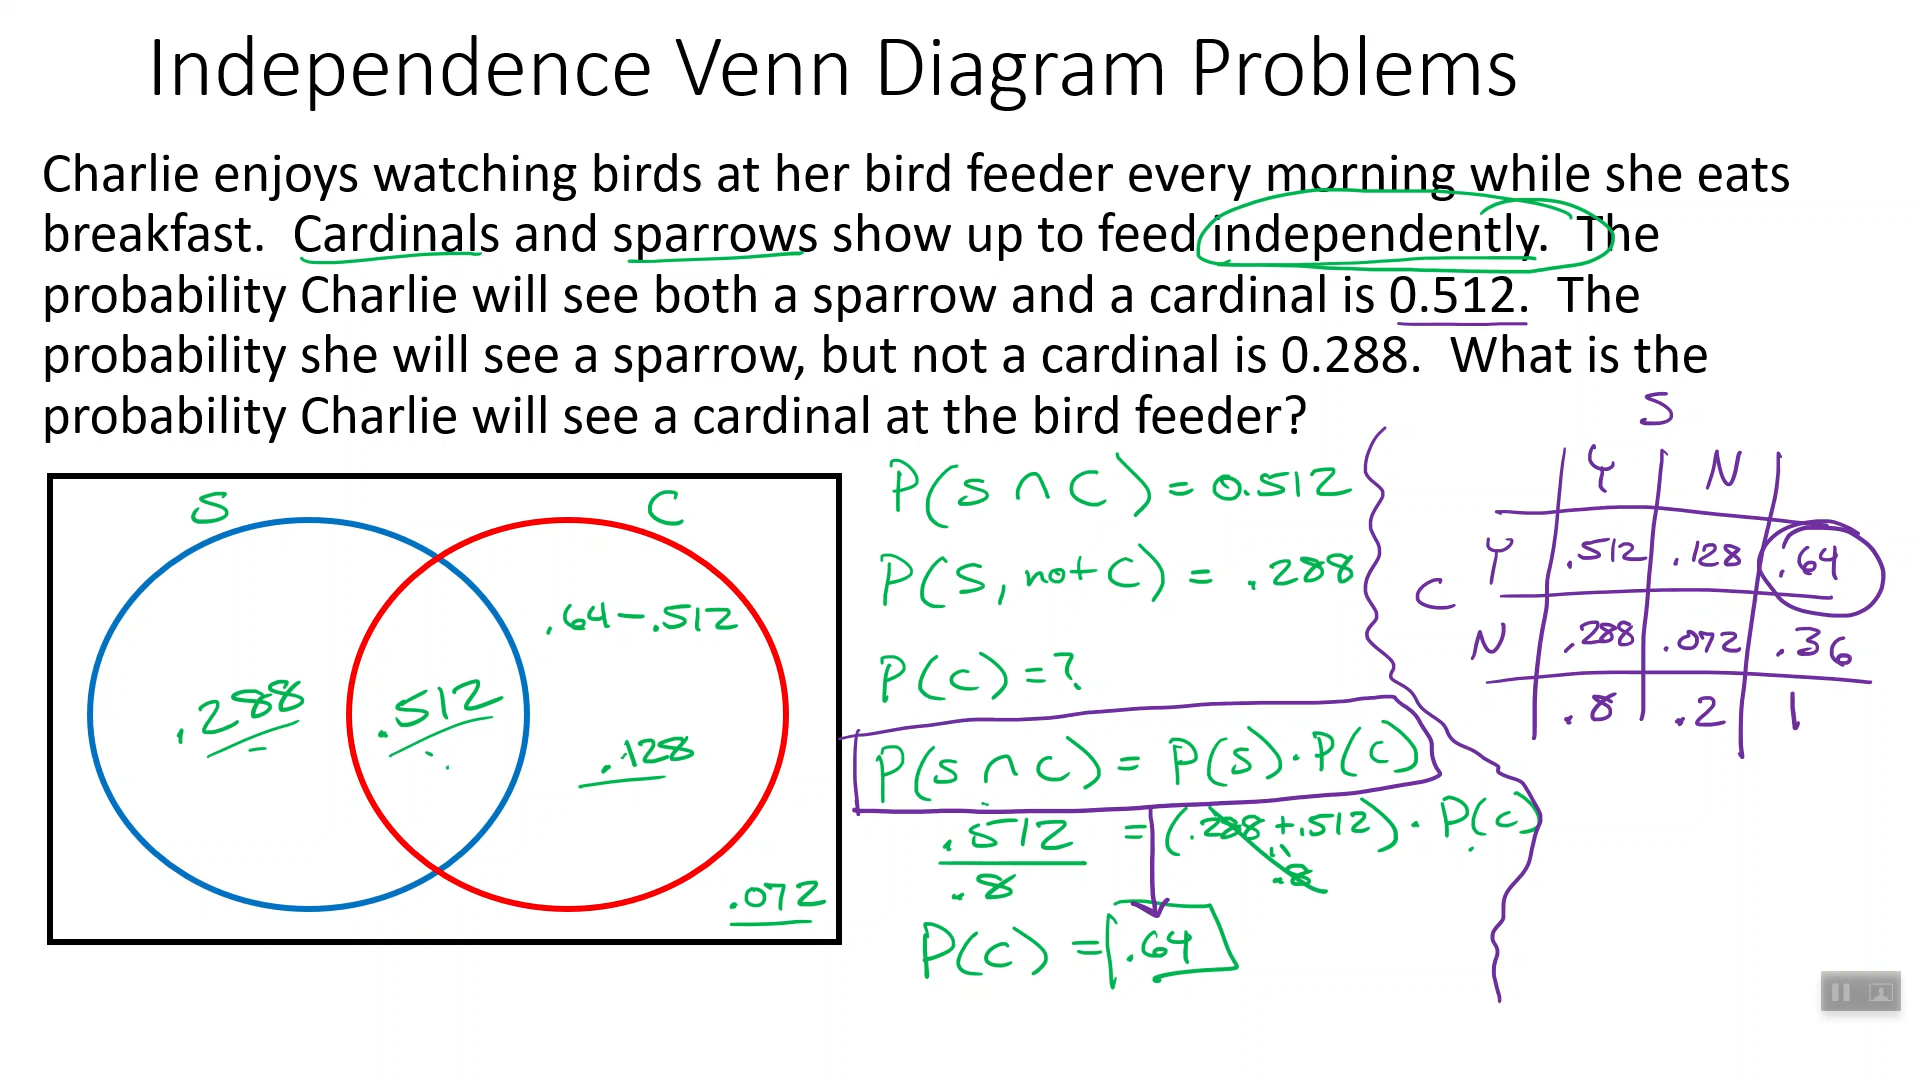 Independence Venn Diagram Problems
Charlie enjoys watching birds at her bird feeder every morning while she eats
breakfast. Cardinals and sparrows show up to feed independently. The
probability Charlie will see both a sparrow and a cardinal is 0.512. The
probability she will see a sparrow, but not a cardinal is 0.288. What is the
probability Charlie will see a cardinal at the bird feeder?
S C
.64-.512
.288 .512
.128
.072
P(S ∩ C) = 0.512
P(S, not C) = .288
P(C) = ?
P(S ∩ C) = P(S) · P(C)
.512 = (.288 + .512) · P(C)
.8 .8
P(C) = .64
S
Y N
Y .512 .128 .64
C
N .288 .072 .36
.8 .2 1